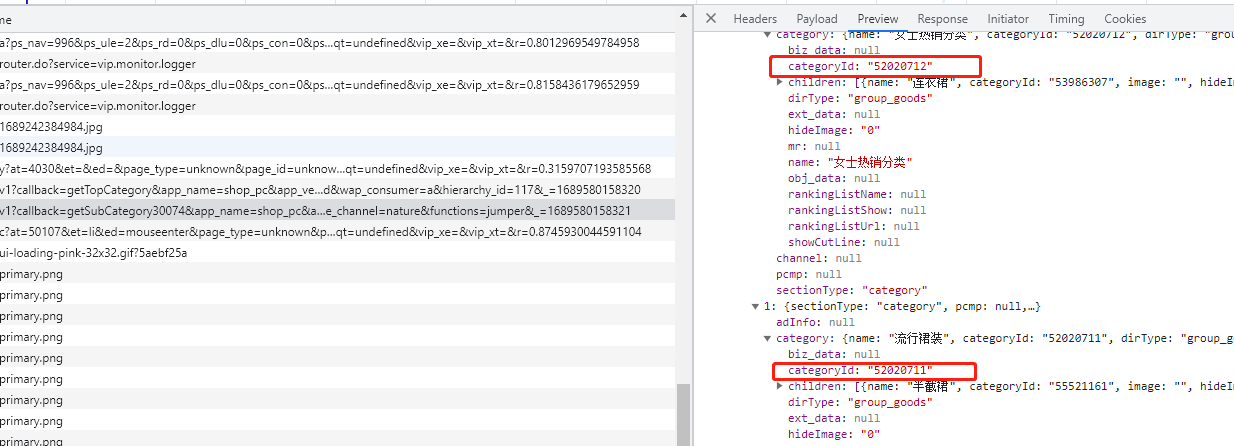 me
a?ps_nav=996&ps_ule=2&ps_rd=0&ps_dlu=0&ps_con=0&ps...qt=undefined&vip_xe=&vip_xt=&r=0.8012969549784958
router.do?service=vip.monitor.logger
a?ps_nav=996&ps_ule=2&ps_rd=0&ps_dlu=0&ps_con=0&ps...qt=undefined&vip_xe=&vip_xt=&r=0.8158436179652959
router.do?service=vip.monitor.logger
1689242384984.jpg
1689242384984.jpg
y?at=4030&et=&ed=&page_type=unknown&page_id=unknow...qt=undefined&vip_xe=&vip_xt=&r=0.3159707193585568
v1?callback=getTopCategory&app_name=shop_pc&app_ve...d&wap_consumer=a&hierarchy_id=117&_=1689580158320
v1?callback=getSubCategory30074&app_name=shop_pc&a...e_channel=nature&functions=jumper&_=1689580158321
c?at=50107&et=li&ed=mouseenter&page_type=unknown&p...qt=undefined&vip_xe=&vip_xt=&r=0.8745930044591104
ui-loading-pink-32x32.gif?5aebf25a
primary.png
primary.png
primary.png
primary.png
primary.png
primary.png
primary.png
primary.png
primary.png
Headers Payload Preview Response Initiator Timing Cookies
category: {name: "女士热销分类", categoryId: "52020712", dirType: "group
biz_data: null
categoryId: "52020712"
children: [{name: "连衣裙", categoryId: "53986307", image: "", hideIm
dirType: "group_goods"
ext_data: null
hideImage: "0"
mr: null
name: "女士热销分类"
obj_data: null
rankingListName: null
rankingListShow: null
rankingListUrl: null
showCutLine: null
channel: null
pcmp: null
sectionType: "category"
1: {sectionType: "category", pcmp: null,…}
adInfo: null
category: {name: "流行裙装", categoryId: "52020711", dirType: "group_go
biz_data: null
categoryId: "52020711"
children: [{name: "半截裙", categoryId: "55521161", image: "", hideIm
dirType: "group_goods"
ext_data: null
hideImage: "0"